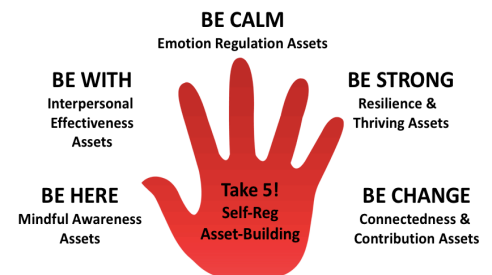 BE CALM
Emotion Regulation Assets
BE WITH
Interpersonal
Effectiveness
Assets
BE STRONG
Resilience &
Thriving Assets
BE HERE
Mindful Awareness
Assets
Take 5!
Self-Reg
Asset-Building
BE CHANGE
Connectedness &
Contribution Assets